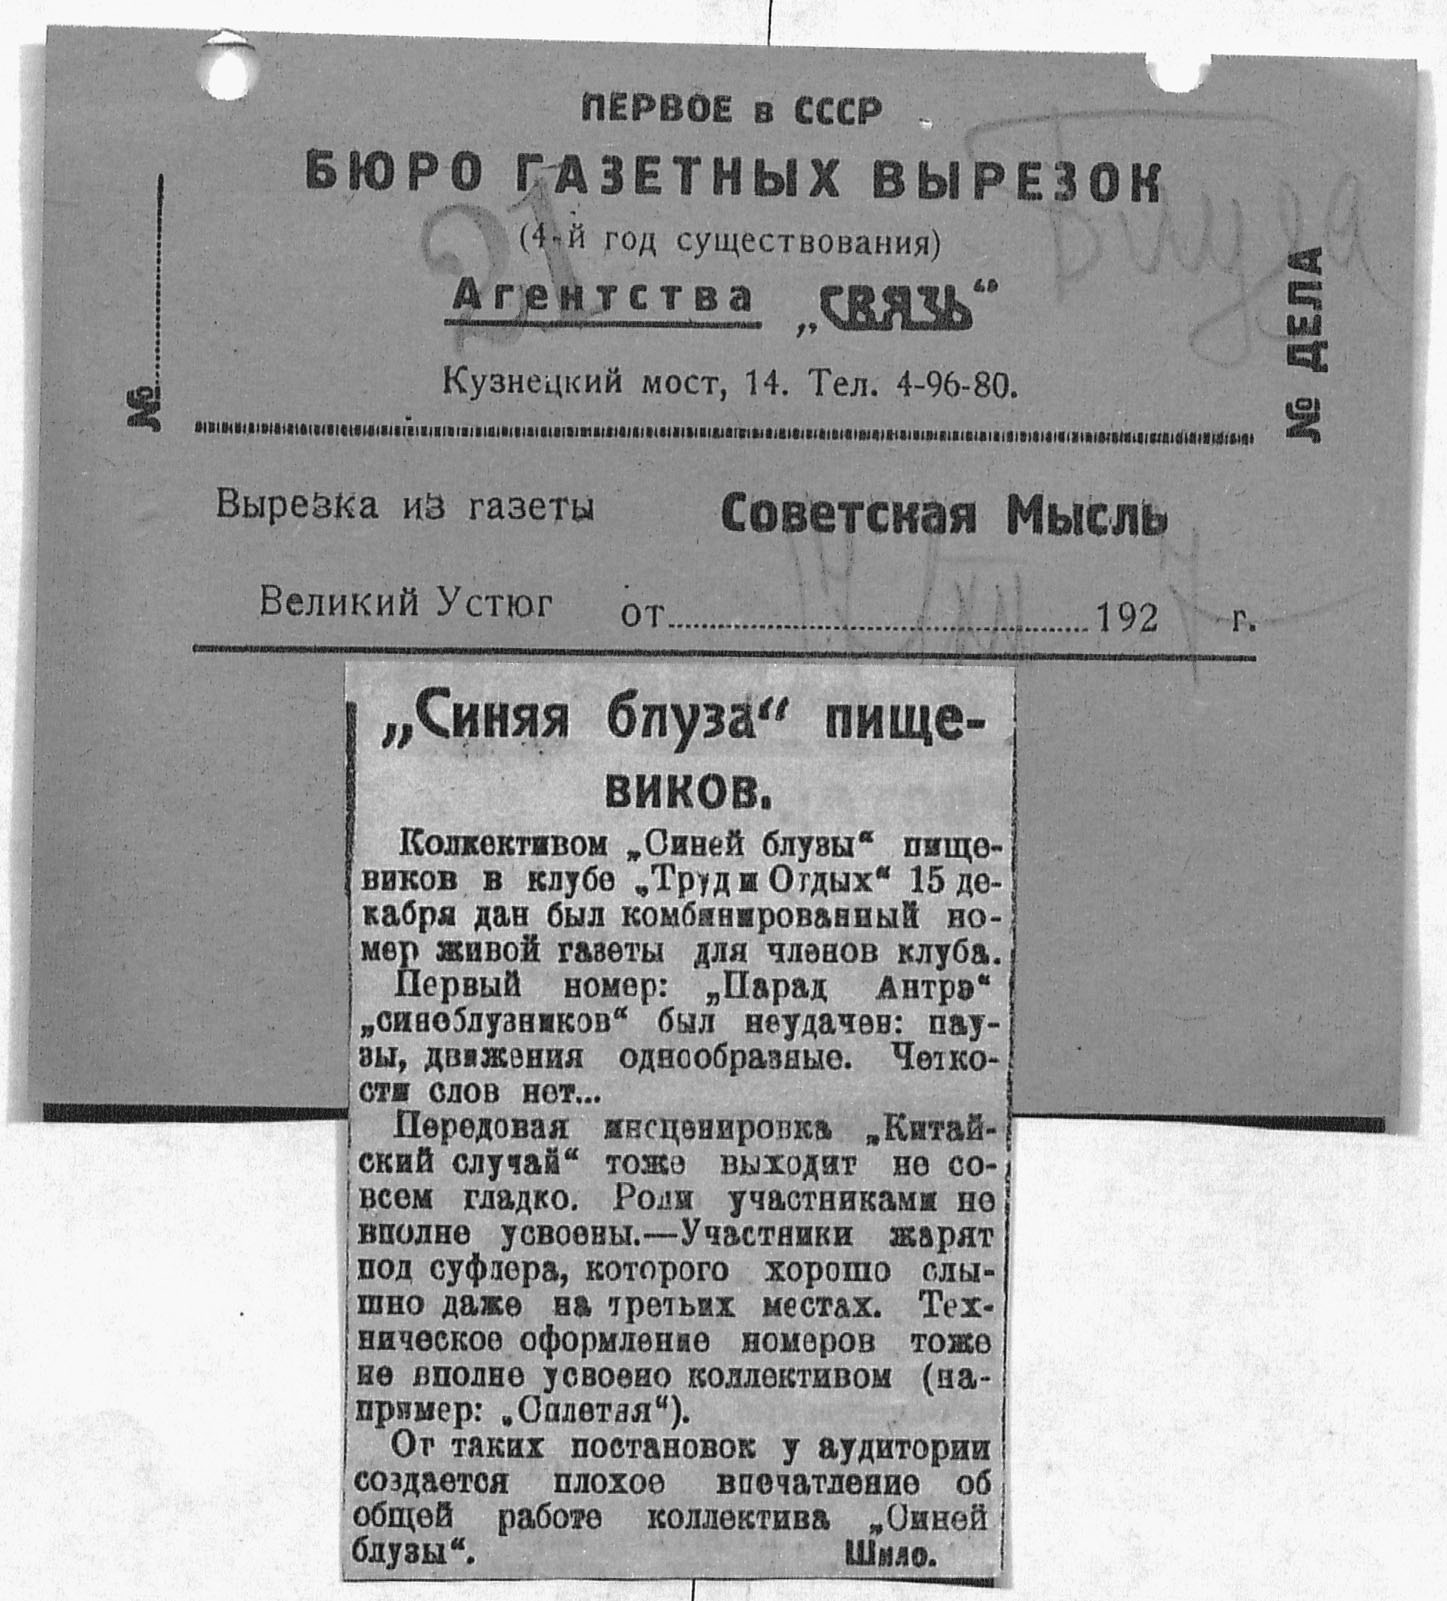 ПЕРВОЕ в СССР
БЮРО ГАЗЕТНЫХ ВЫРЕЗОК
(4-й год существования)
Агентства „СВЯЗЬ“
Кузнецкий мост, 14. Тел. 4-96-80.
№
№ ДЕЛА
21
Блуза
Вырезка из газеты Советская Мысль
Великий Устюг от 17 XII 1927 г.
„Синяя блуза“ пище-
виков.
Колкективом „Синей блузы“ пище-
виков в клубе „Труд и Отдых“ 15 де-
кабря дан был комбинированный но-
мер живой газеты для членов клуба.
Первый номер: „Парад Антрэ“
„синеблузников“ был неудачен: пау-
зы, движения однообразные. Четко-
сти слов нет...
Передовая инсценировка „Китай-
ский случай“ тоже выходит не со-
всем гладко. Роли участниками не
вполне усвоены.—Участники жарят
под суфлера, которого хорошо слы-
шно даже на третьих местах. Тех-
ническое оформление номеров тоже
не вполне усвоено коллективом (на-
пример: „Сплетая“).
От таких постановок у аудитории
создается плохое впечатление об
общей работе коллектива „Синей
блузы“. Шило.